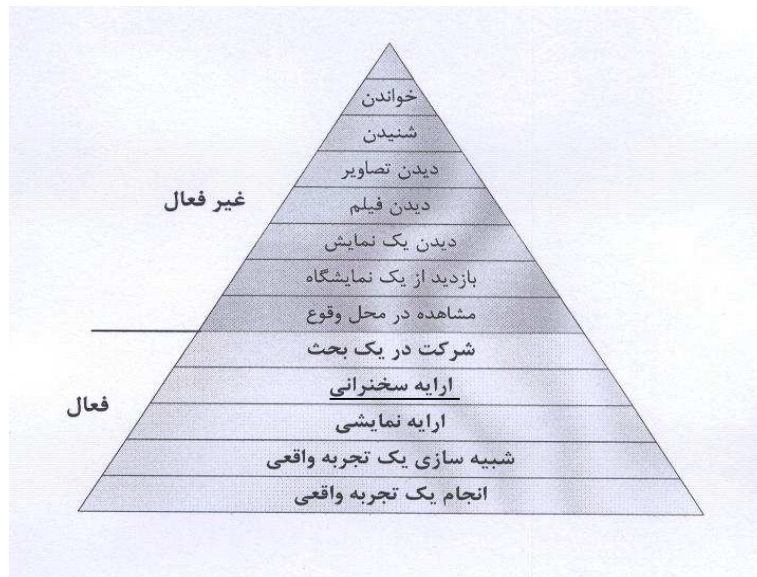 خواندن
شنیدن
دیدن تصاویر
دیدن فیلم
غیر فعال
دیدن یک نمایش
بازدید از یک نمایشگاه
مشاهده در محل وقوع
شرکت در یک بحث
ارایه سخنرانی
فعال
ارایه نمایشی
شبیه سازی یک تجربه واقعی
انجام یک تجربه واقعی